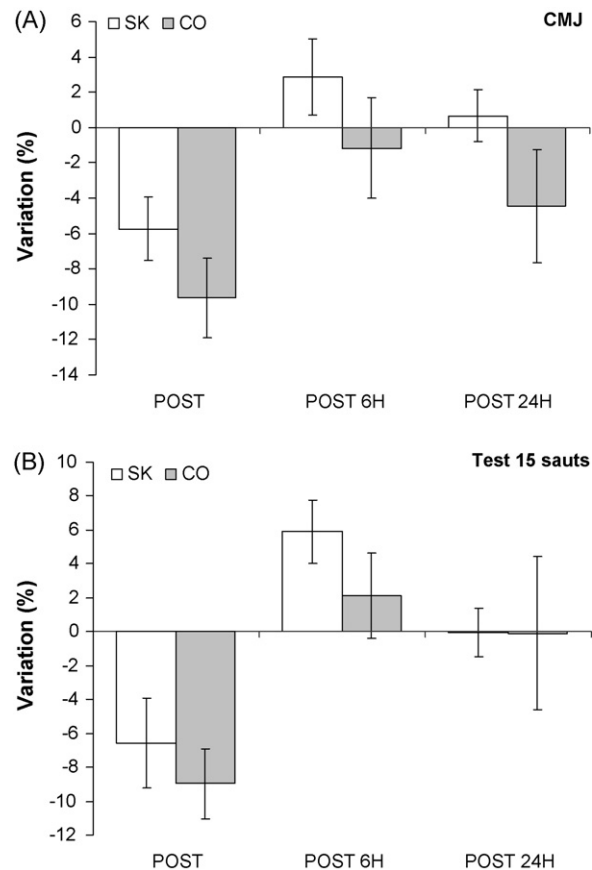 (A)
SK CO
CMJ
Variation (%)
6
4
2
0
-2
-4
-6
-8
-10
-12
-14
POST POST 6H POST 24H
(B)
SK CO
Test 15 sauts
Variation (%)
10
8
6
4
2
0
-2
-4
-6
-8
-10
-12
POST POST 6H POST 24H